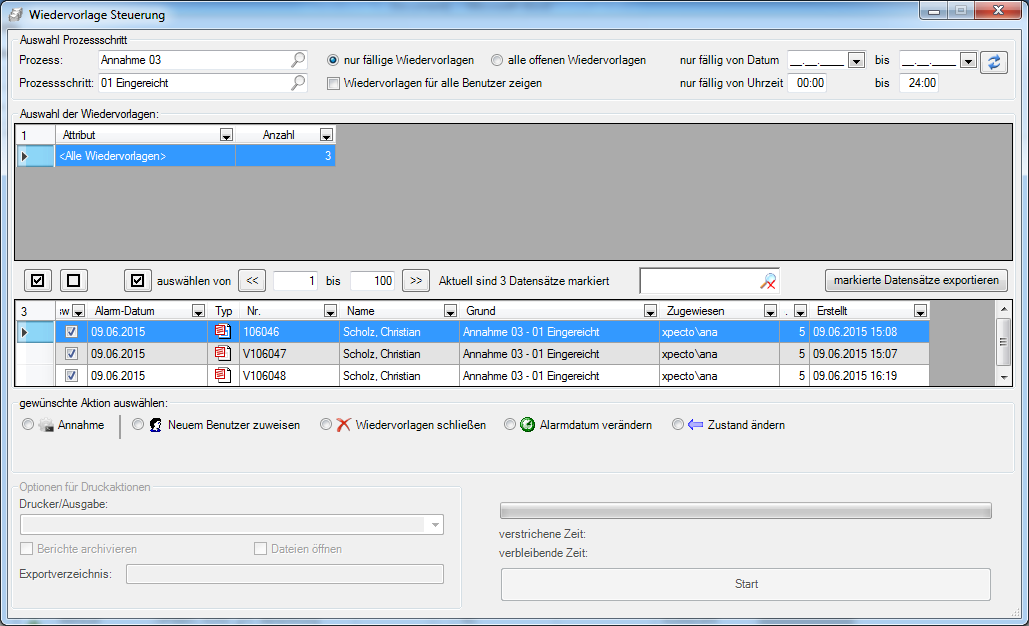 Wiedervorlage Steuerung
Auswahl Prozessschritt
Prozess: Annahme 03 nur fällige Wiedervorlagen alle offenen Wiedervorlagen nur fällig von Datum __.__.____ bis __.__.____
Prozessschritt: 01 Eingereicht Wiedervorlagen für alle Benutzer zeigen nur fällig von Uhrzeit 00:00 bis 24:00
Auswahl der Wiedervorlagen:
1 Attribut Anzahl
<Alle Wiedervorlagen> 3
auswählen von << 1 bis 100 >> Aktuell sind 3 Datensätze markiert markierte Datensätze exportieren
3 :w Alarm-Datum Typ Nr. Name Grund Zugewiesen . Erstellt
09.06.2015 106046 Scholz, Christian Annahme 03 - 01 Eingereicht xpecto\ana 5 09.06.2015 15:08
09.06.2015 V106047 Scholz, Christian Annahme 03 - 01 Eingereicht xpecto\ana 5 09.06.2015 15:07
09.06.2015 V106048 Scholz, Christian Annahme 03 - 01 Eingereicht xpecto\ana 5 09.06.2015 16:19
gewünschte Aktion auswählen:
Annahme Neuem Benutzer zuweisen Wiedervorlagen schließen Alarmdatum verändern Zustand ändern
Optionen für Druckaktionen
Drucker/Ausgabe:
verstrichene Zeit:
Berichte archivieren Dateien öffnen verbleibende Zeit:
Exportverzeichnis:
Start